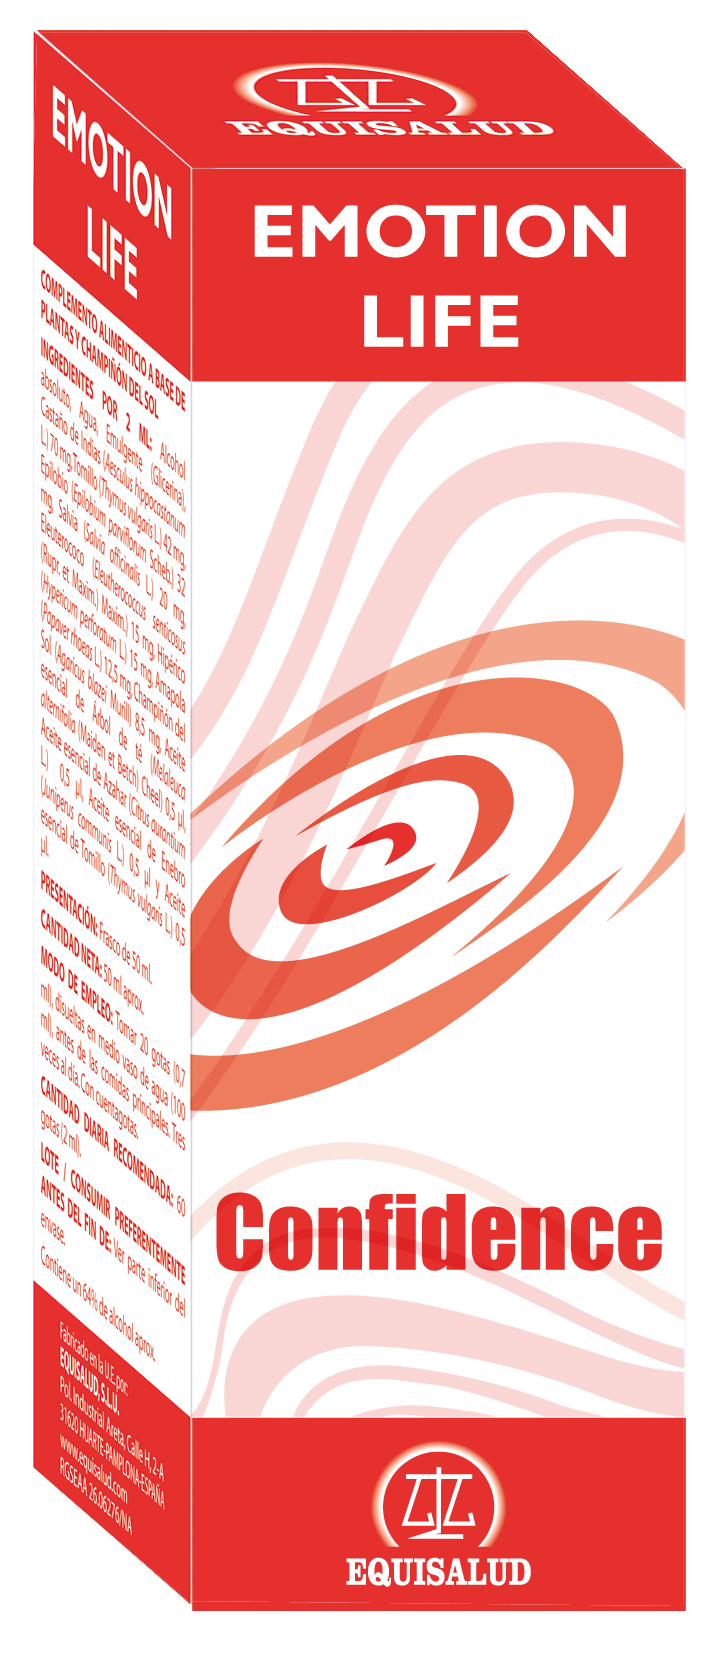 EQUISALUD
EMOTION
LIFE
EMOTION
LIFE
COMPLEMENTO ALIMENTICIO A BASE DE
PLANTAS Y CHAMPIÑÓN DEL SOL
INGREDIENTES POR 2 ML: Alcohol
absoluto, Agua, Emulgente (Glicerina),
Castaño de Indias (Aesculus hippocastanum
L.) 70 mg, Tomillo (Thymus vulgaris L.) 42 mg,
Epilobio (Epilobium parviflorum Scheb.) 32
mg, Salvia (Salvia officinalis L.) 20 mg,
Eleuterococo (Eleutherococcus senticosus
(Rupr. et Maxim.) Maxim.) 15 mg, Hipérico
(Hypericum perforatum L.) 15 mg, Amapola
(Papaver rhoeas L.) 12,5 mg, Champiñón del
Sol (Agaricus blazei Murill) 8,5 mg, Aceite
esencial de Árbol de té (Melaleuca
alternifolia (Maiden et Betch) Cheel) 0,5 µl,
Aceite esencial de Azahar (Citrus aurantium
L.) 0,5 µl, Aceite esencial de Enebro
(Juniperus communis L.) 0,5 µl y Aceite
esencial de Tomillo (Thymus vulgaris L.) 0,5
µl.
PRESENTACIÓN: Frasco de 50 ml.
CANTIDAD NETA: 50 ml aprox.
MODO DE EMPLEO: Tomar 20 gotas (0,7
ml), disueltas en medio vaso de agua (100
ml), antes de las comidas principales. Tres
veces al día. Con cuentagotas.
CANTIDAD DIARIA RECOMENDADA: 60
gotas (2 ml).
LOTE / CONSUMIR PREFERENTEMENTE
ANTES DEL FIN DE: Ver parte inferior del
envase.
Contiene un 64% de alcohol aprox.
Fabricado en la U.E. por:
EQUISALUD, S.L.U.
Pol. Industrial Areta, Calle H, 2-A
31620 HUARTE-PAMPLONA-ESPAÑA
www.equisalud.com
RGSEAA 26.06276/NA
Confidence
EQUISALUD